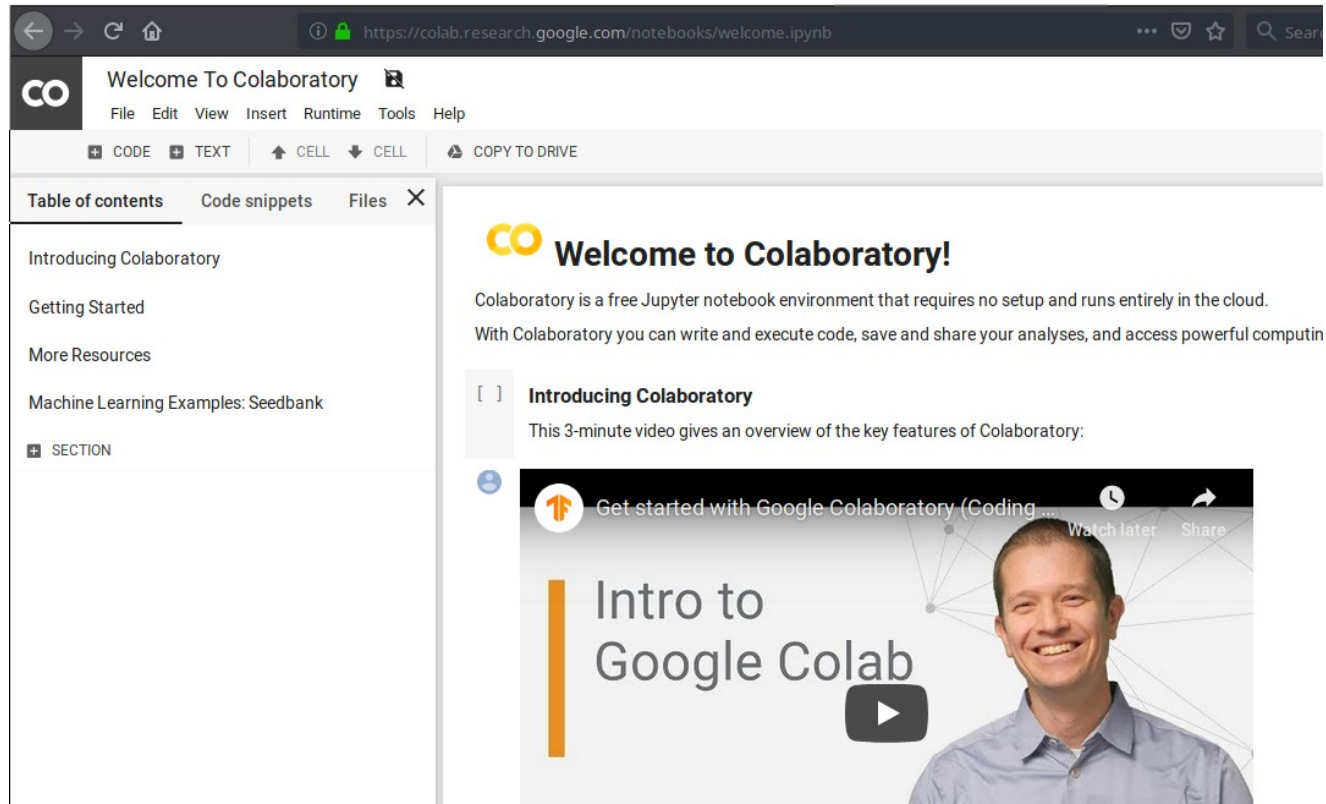 https://colab.research.google.com/notebooks/welcome.ipynb
CO
Welcome To Colaboratory
File Edit View Insert Runtime Tools Help
CODE TEXT CELL CELL COPY TO DRIVE
Table of contents Code snippets Files
Introducing Colaboratory
Getting Started
More Resources
Machine Learning Examples: Seedbank
SECTION
CO Welcome to Colaboratory!
Colaboratory is a free Jupyter notebook environment that requires no setup and runs entirely in the cloud.
With Colaboratory you can write and execute code, save and share your analyses, and access powerful
[ ] Introducing Colaboratory
This 3-minute video gives an overview of the key features of Colaboratory:
Get started with Google Colaboratory (Coding ...
Watch later Share
Intro to
Google Colab